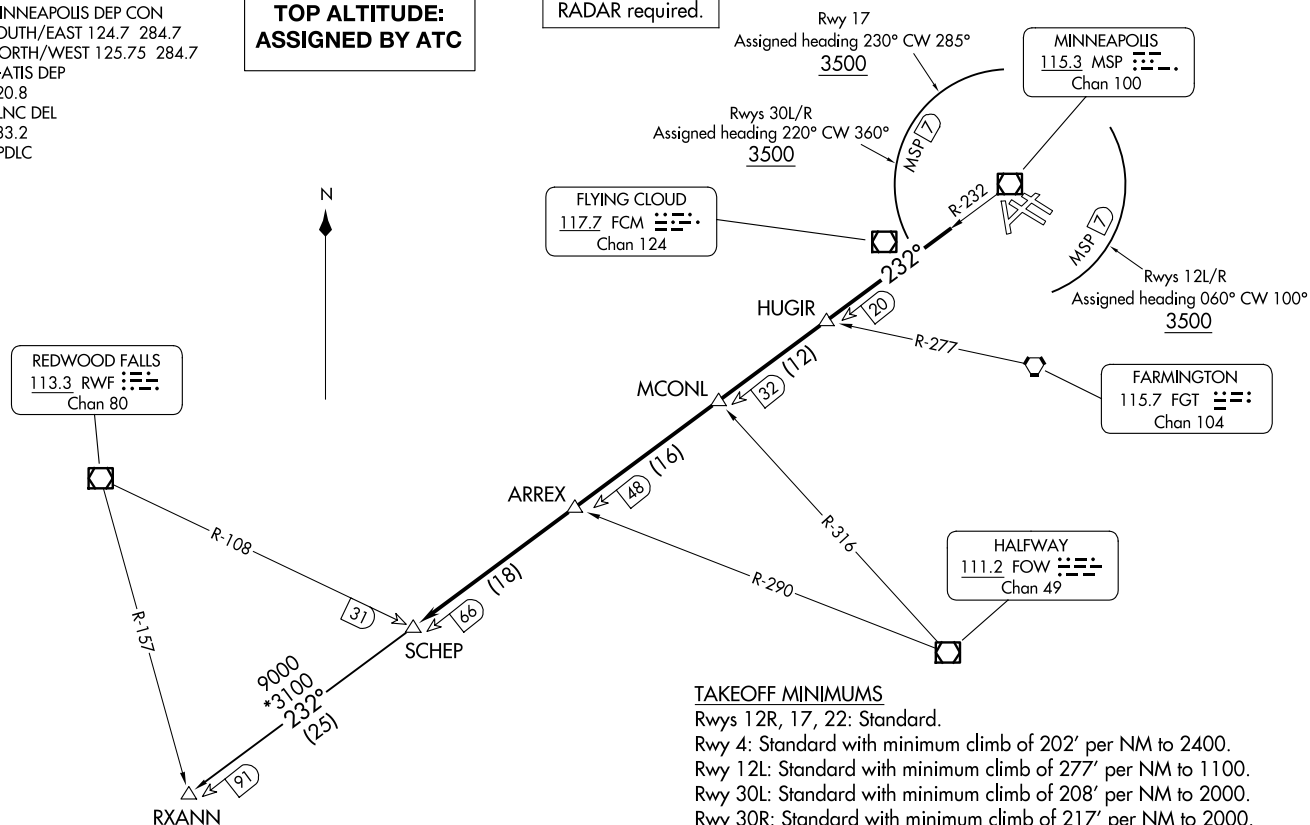 INNEAPOLIS DEP CON
OUTH/EAST 124.7 284.7
ORTH/WEST 125.75 284.7
-ATIS DEP
20.8
LNC DEL
33.2
PDLC
TOP ALTITUDE:
ASSIGNED BY ATC
RADAR required.
Rwy 17
Assigned heading 230° CW 285°
3500
Rwys 30L/R
Assigned heading 220° CW 360°
3500
MSP 7
MINNEAPOLIS
115.3 MSP
Chan 100
N
FLYING CLOUD
117.7 FCM
Chan 124
R-232
MSP 7
Rwys 12L/R
Assigned heading 060° CW 100°
3500
232°
HUGIR
20
R-277
FARMINGTON
115.7 FGT
Chan 104
REDWOOD FALLS
113.3 RWF
Chan 80
(12)
MCONL
32
(16)
ARREX
48
R-316
R-108
(18)
R-290
HALFWAY
111.2 FOW
Chan 49
31
66
SCHEP
R-157
9000
*3100
232°
(25)
91
RXANN
TAKEOFF MINIMUMS
Rwys 12R, 17, 22: Standard.
Rwy 4: Standard with minimum climb of 202' per NM to 2400.
Rwy 12L: Standard with minimum climb of 277' per NM to 1100.
Rwy 30L: Standard with minimum climb of 208' per NM to 2000.
Rwy 30R: Standard with minimum climb of 217' per NM to 2000.